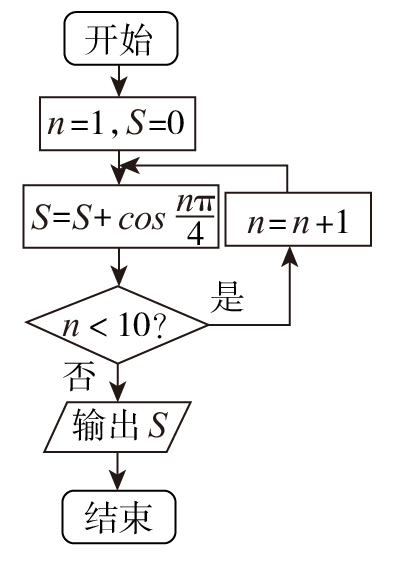 开始
n=1,S=0
S=S+cos nπ/4
n=n+1
n<10?
是
否
输出S
结束